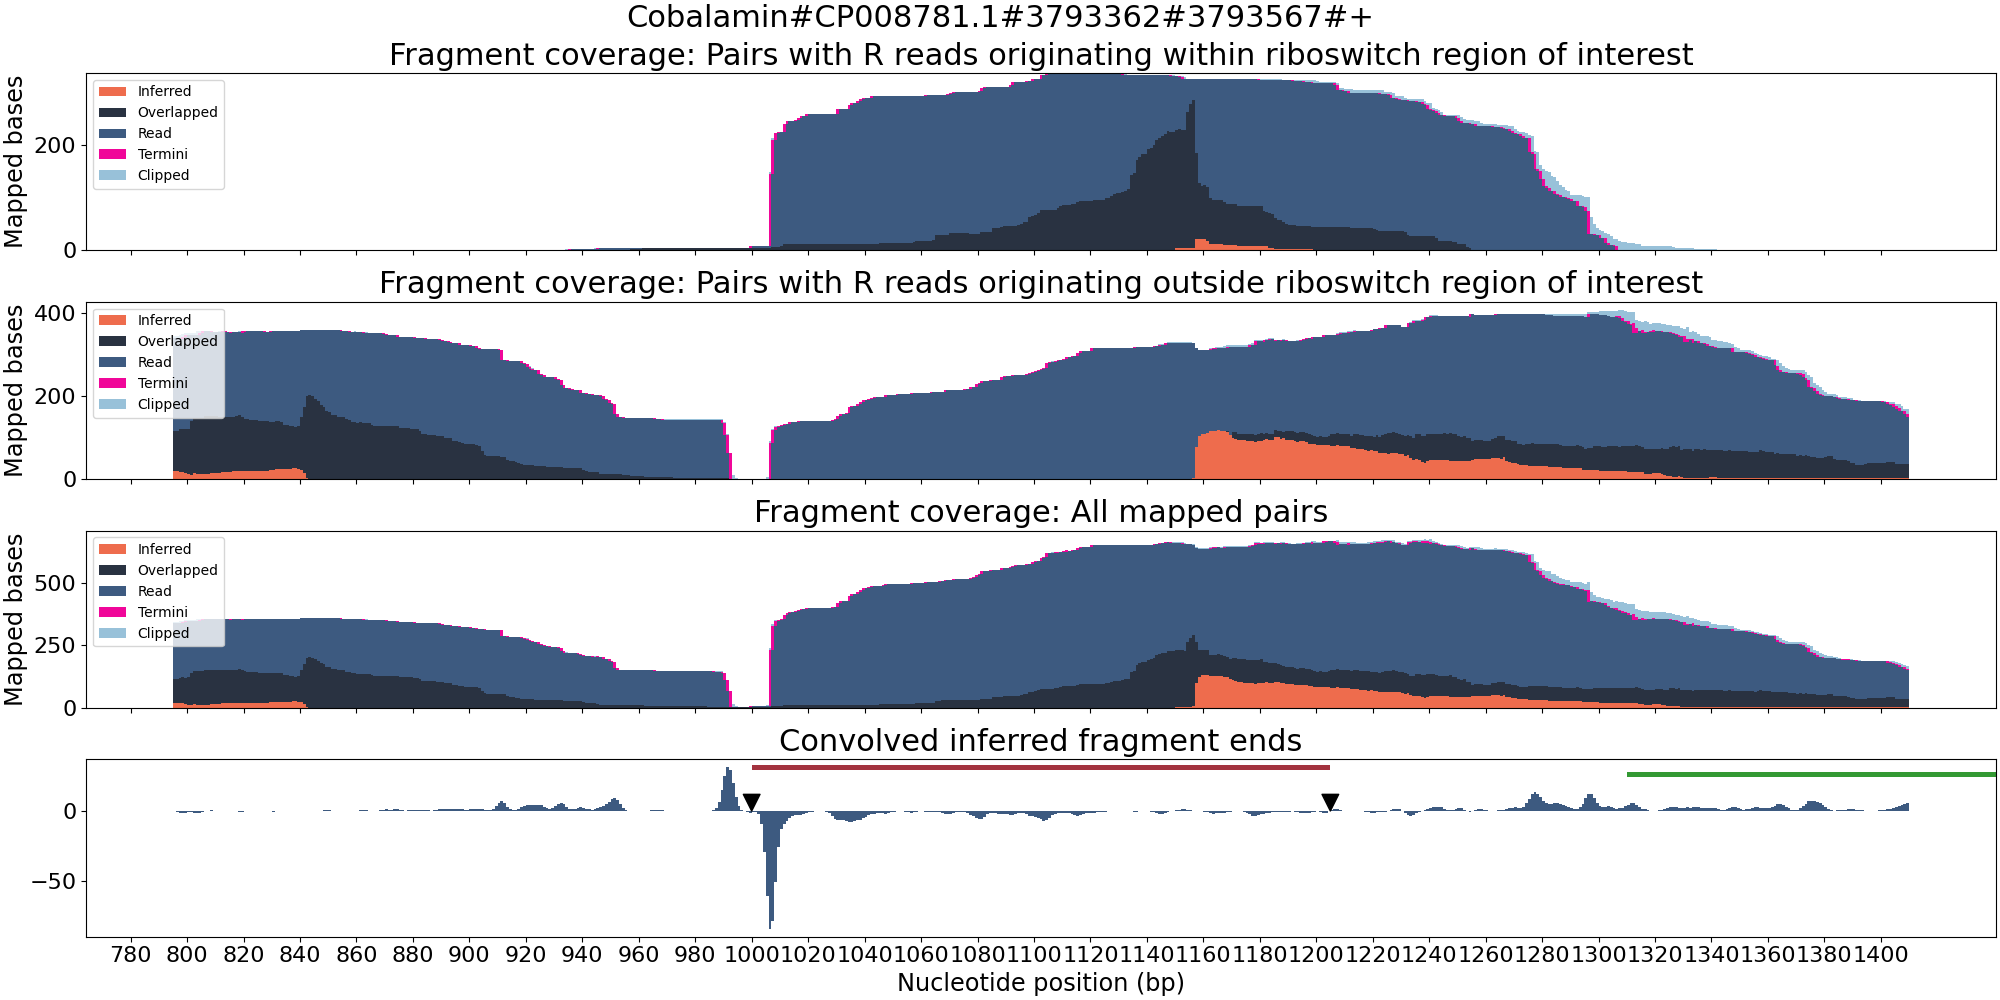 Cobalamin#CP008781.1#3793362#3793567#+
Fragment coverage: Pairs with R reads originating within riboswitch region of interest
Mapped bases
200
0
Inferred
Overlapped
Read
Termini
Clipped
Fragment coverage: Pairs with R reads originating outside riboswitch region of interest
Mapped bases
400
200
0
Inferred
Overlapped
Read
Termini
Clipped
Fragment coverage: All mapped pairs
Mapped bases
500
250
0
Inferred
Overlapped
Read
Termini
Clipped
Convolved inferred fragment ends
0
−50
780 800 820 840 860 880 900 920 940 960 980 1000 1020 1040 1060 1080 1100 1120 1140 1160 1180 1200 1220 1240 1260 1280 1300 1320 1340 1360 1380 1400
Nucleotide position (bp)